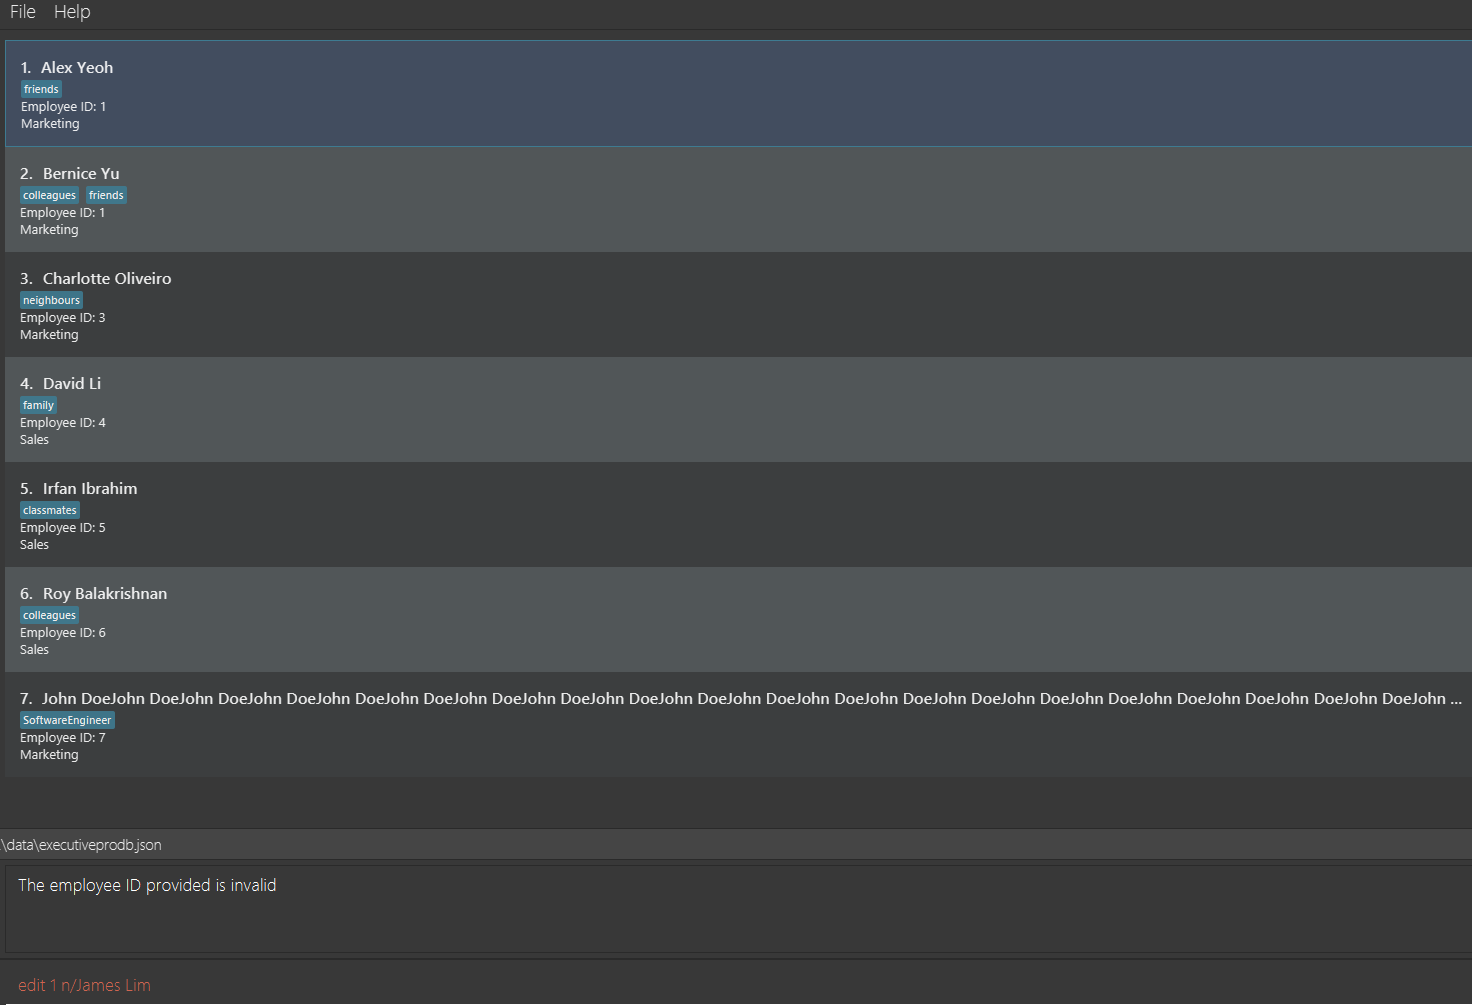 File Help
1. Alex Yeoh
friends
Employee ID: 1
Marketing
2. Bernice Yu
colleagues friends
Employee ID: 1
Marketing
3. Charlotte Oliveiro
neighbours
Employee ID: 3
Marketing
4. David Li
family
Employee ID: 4
Sales
5. Irfan Ibrahim
classmates
Employee ID: 5
Sales
6. Roy Balakrishnan
colleagues
Employee ID: 6
Sales
7. John DoeJohn DoeJohn DoeJohn DoeJohn DoeJohn DoeJohn DoeJohn DoeJohn DoeJohn DoeJohn DoeJohn DoeJohn DoeJohn DoeJohn DoeJohn DoeJohn DoeJohn DoeJohn DoeJohn DoeJohn ...
SoftwareEngineer
Employee ID: 7
Marketing
\data\executiveprodb.json
The employee ID provided is invalid
edit 1 n/James Lim